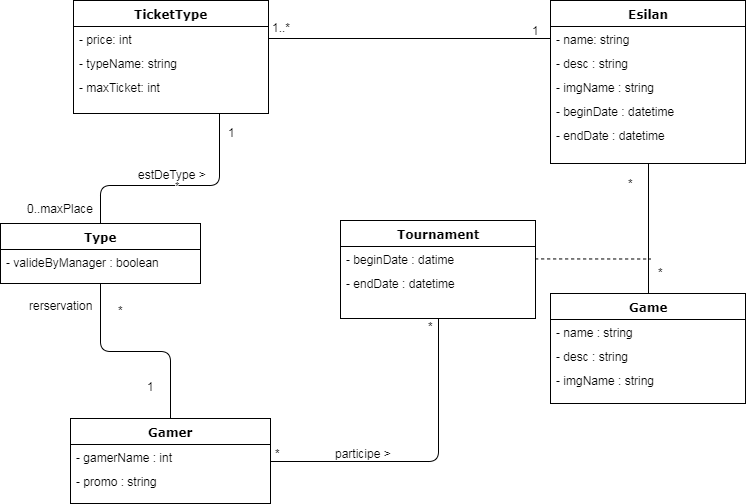 TicketType
- price: int
- typeName: string
- maxTicket: int
1..*
1
Esilan
- name: string
- desc : string
- imgName : string
- beginDate : datetime
- endDate : datetime
1
estDeType >
*
0..maxPlace
Type
- valideByManager : boolean
rerservation
*
1
Tournament
- beginDate : datime
- endDate : datetime
*
*
*
Game
- name : string
- desc : string
- imgName : string
Gamer
- gamerName : int
- promo : string
*
participe >